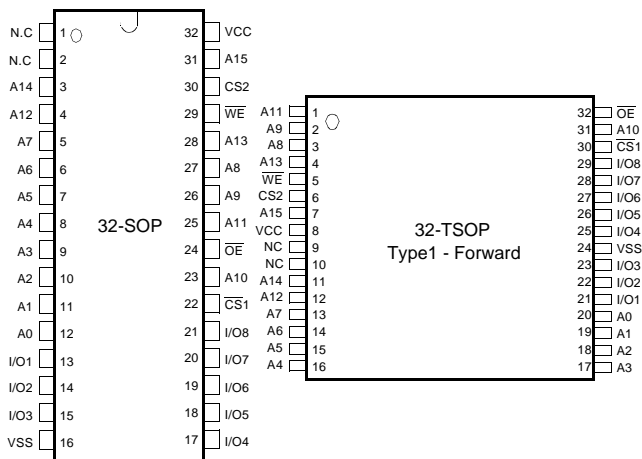 N.C 1 32 VCC
N.C 2 31 A15
A14 3 30 CS2
A12 4 29 WE
A7 5 28 A13
A6 6 27 A8
A5 7 26 A9
A4 8 32-SOP 25 A11
A3 9 24 OE
A2 10 23 A10
A1 11 22 CS1
A0 12 21 I/O8
I/O1 13 20 I/O7
I/O2 14 19 I/O6
I/O3 15 18 I/O5
VSS 16 17 I/O4
A11 1 32 OE
A9 2 31 A10
A8 3 30 CS1
A13 4 29 I/O8
WE 5 28 I/O7
CS2 6 27 I/O6
A15 7 26 I/O5
VCC 8 32-TSOP 25 I/O4
NC 9 Type1 - Forward 24 VSS
NC 10 23 I/O3
A14 11 22 I/O2
A12 12 21 I/O1
A7 13 20 A0
A6 14 19 A1
A5 15 18 A2
A4 16 17 A3